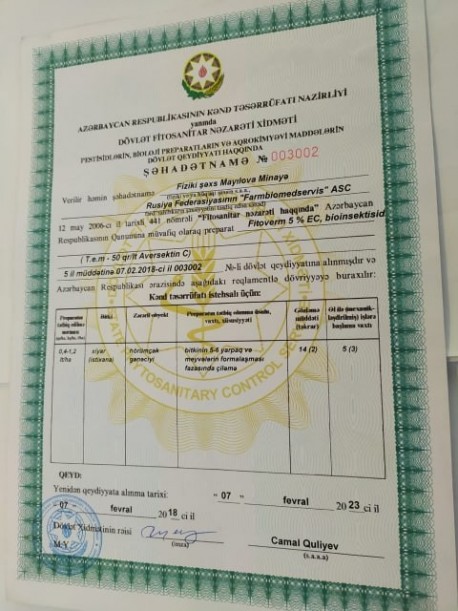 AZƏRBAYCAN RESPUBLİKASININ KƏND TƏSƏRRÜFATI NAZİRLİYİ
yanında
DÖVLƏT FİTOSANİTAR NƏZARƏTİ XİDMƏTİ
PESTİSİDLƏRİN, BİOLOJİ PREPARATLARIN VƏ AQROKİMYƏVİ MADDƏLƏRİN
DÖVLƏT QEYDİYYATI HAQQINDA
ŞƏHADƏTNAMƏ № 003002
Verilir həmin şəhadətnamə Fiziki şəxs Mayılova Minayə
Rusiya Federasiyasının "Farmbiomedservis" ASC
12 may 2006-cı il tarixli 441 nömrəli "Fitosanitar nəzarəti haqqında" Azərbaycan
Respublikasının Qanununa müvafiq olaraq preparat Fitoverm 5 % EC, bioinsektisid
( T.e.m - 50 qr/lt Aversektin C)
5 il müddətinə 07.02.2018-ci il 003002 №-li dövlət qeydiyyatına alınmışdır və
Azərbaycan Respublikası ərazisində aşağıdakı reqlamentlə dövriyyəyə buraxılır:
Kənd təsərrüfatı istehsalı üçün:
0,4-1,2 lt/ha
xiyar (istixana)
hörümçək gənəciyi
bitkinin 5-6 yarpaq və meyvələrin formalaşması fazasında çiləmə
14 (2)
5 (3)
QEYD:
Yenidən qeydiyyata alınma tarixi: " 07 " fevral 2023 ci il
" 07 " fevral 2018 ci il
Dövlət Xidmətinin rəisi
(imza)
Camal Quliyev
(s.a.a.a)
M.Y.
PHYTOSANITARY CONTROL SERVICE